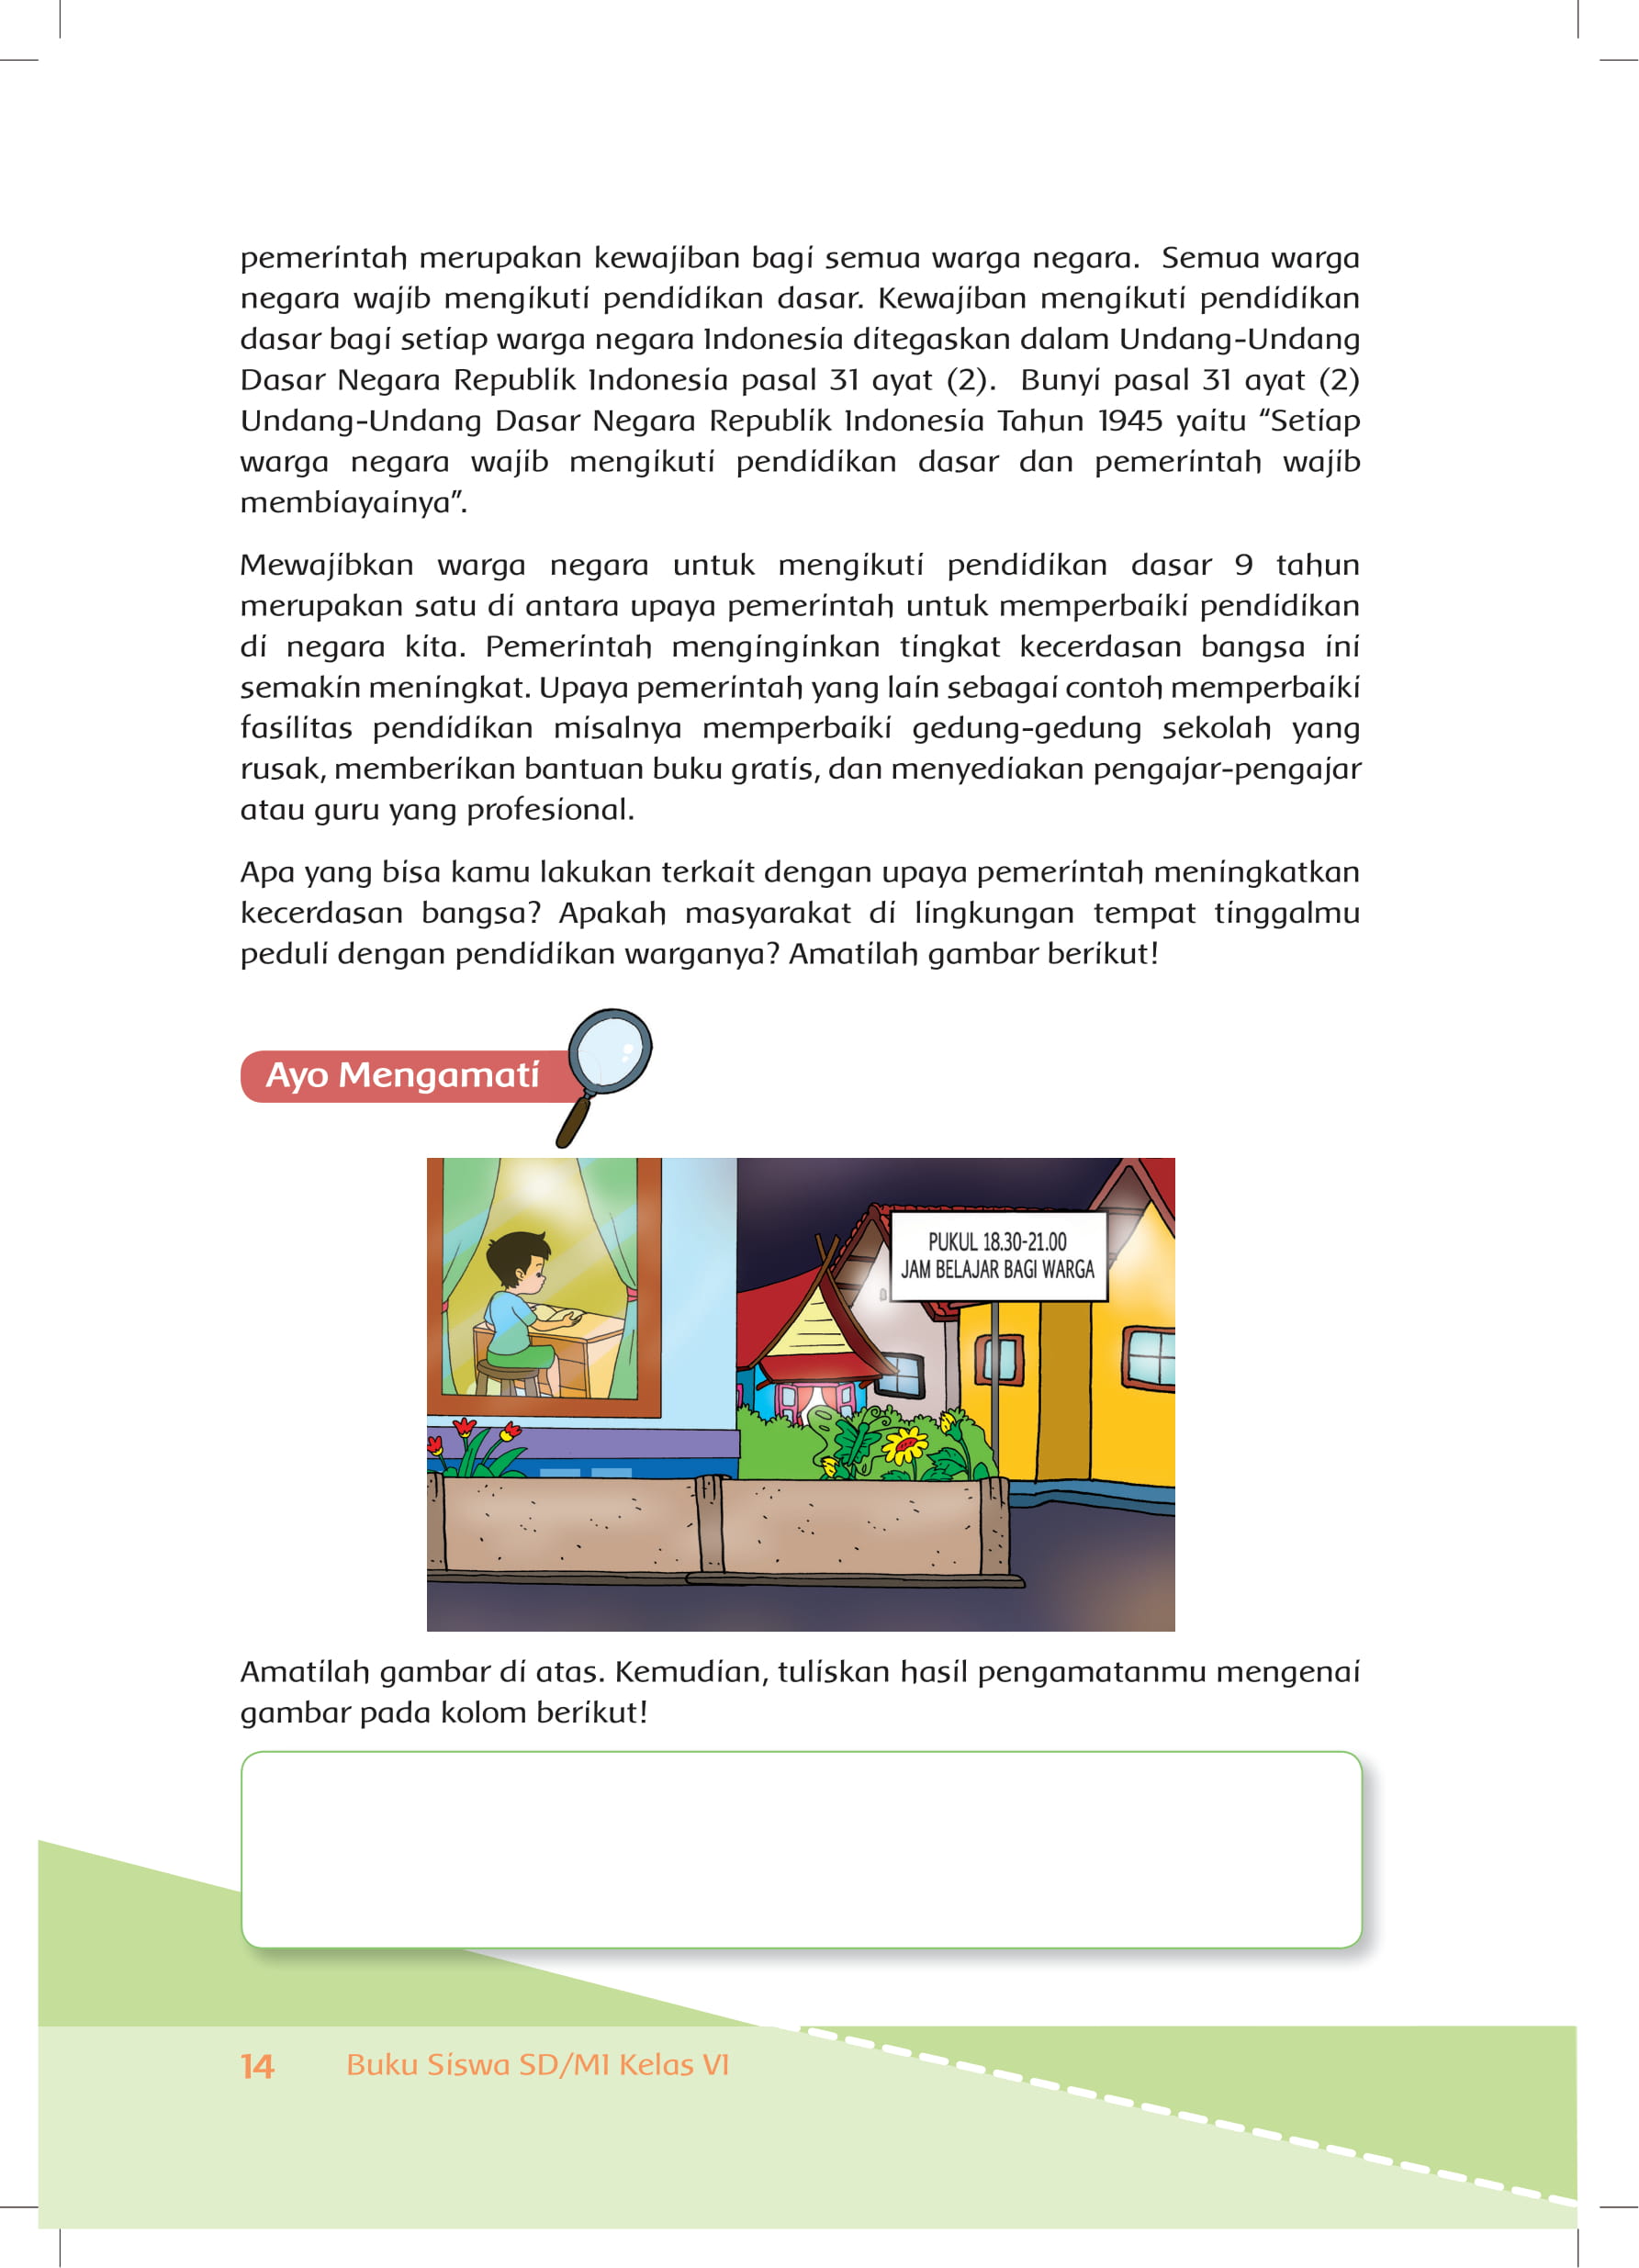 pemerintah merupakan kewajiban bagi semua warga negara. Semua warga
negara wajib mengikuti pendidikan dasar. Kewajiban mengikuti pendidikan
dasar bagi setiap warga negara Indonesia ditegaskan dalam Undang-Undang
Dasar Negara Republik Indonesia pasal 31 ayat (2). Bunyi pasal 31 ayat (2)
Undang-Undang Dasar Negara Republik Indonesia Tahun 1945 yaitu “Setiap
warga negara wajib mengikuti pendidikan dasar dan pemerintah wajib
membiayainya”.
Mewajibkan warga negara untuk mengikuti pendidikan dasar 9 tahun
merupakan satu di antara upaya pemerintah untuk memperbaiki pendidikan
di negara kita. Pemerintah menginginkan tingkat kecerdasan bangsa ini
semakin meningkat. Upaya pemerintah yang lain sebagai contoh memperbaiki
fasilitas pendidikan misalnya memperbaiki gedung-gedung sekolah yang
rusak, memberikan bantuan buku gratis, dan menyediakan pengajar-pengajar
atau guru yang profesional.
Apa yang bisa kamu lakukan terkait dengan upaya pemerintah meningkatkan
kecerdasan bangsa? Apakah masyarakat di lingkungan tempat tinggalmu
peduli dengan pendidikan warganya? Amatilah gambar berikut!
Ayo Mengamati
PUKUL 18.30-21.00
JAM BELAJAR BAGI WARGA
Amatilah gambar di atas. Kemudian, tuliskan hasil pengamatanmu mengenai
gambar pada kolom berikut!
14 Buku Siswa SD/MI Kelas VI